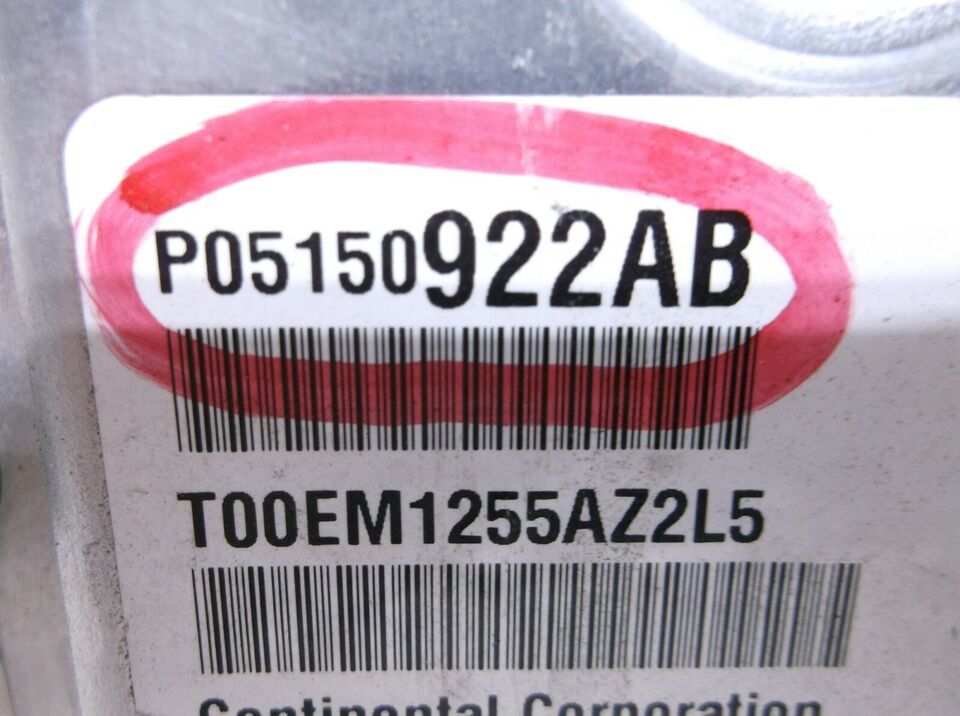 P05150922AB
T00EM1255AZ2L5
Continental Corporation